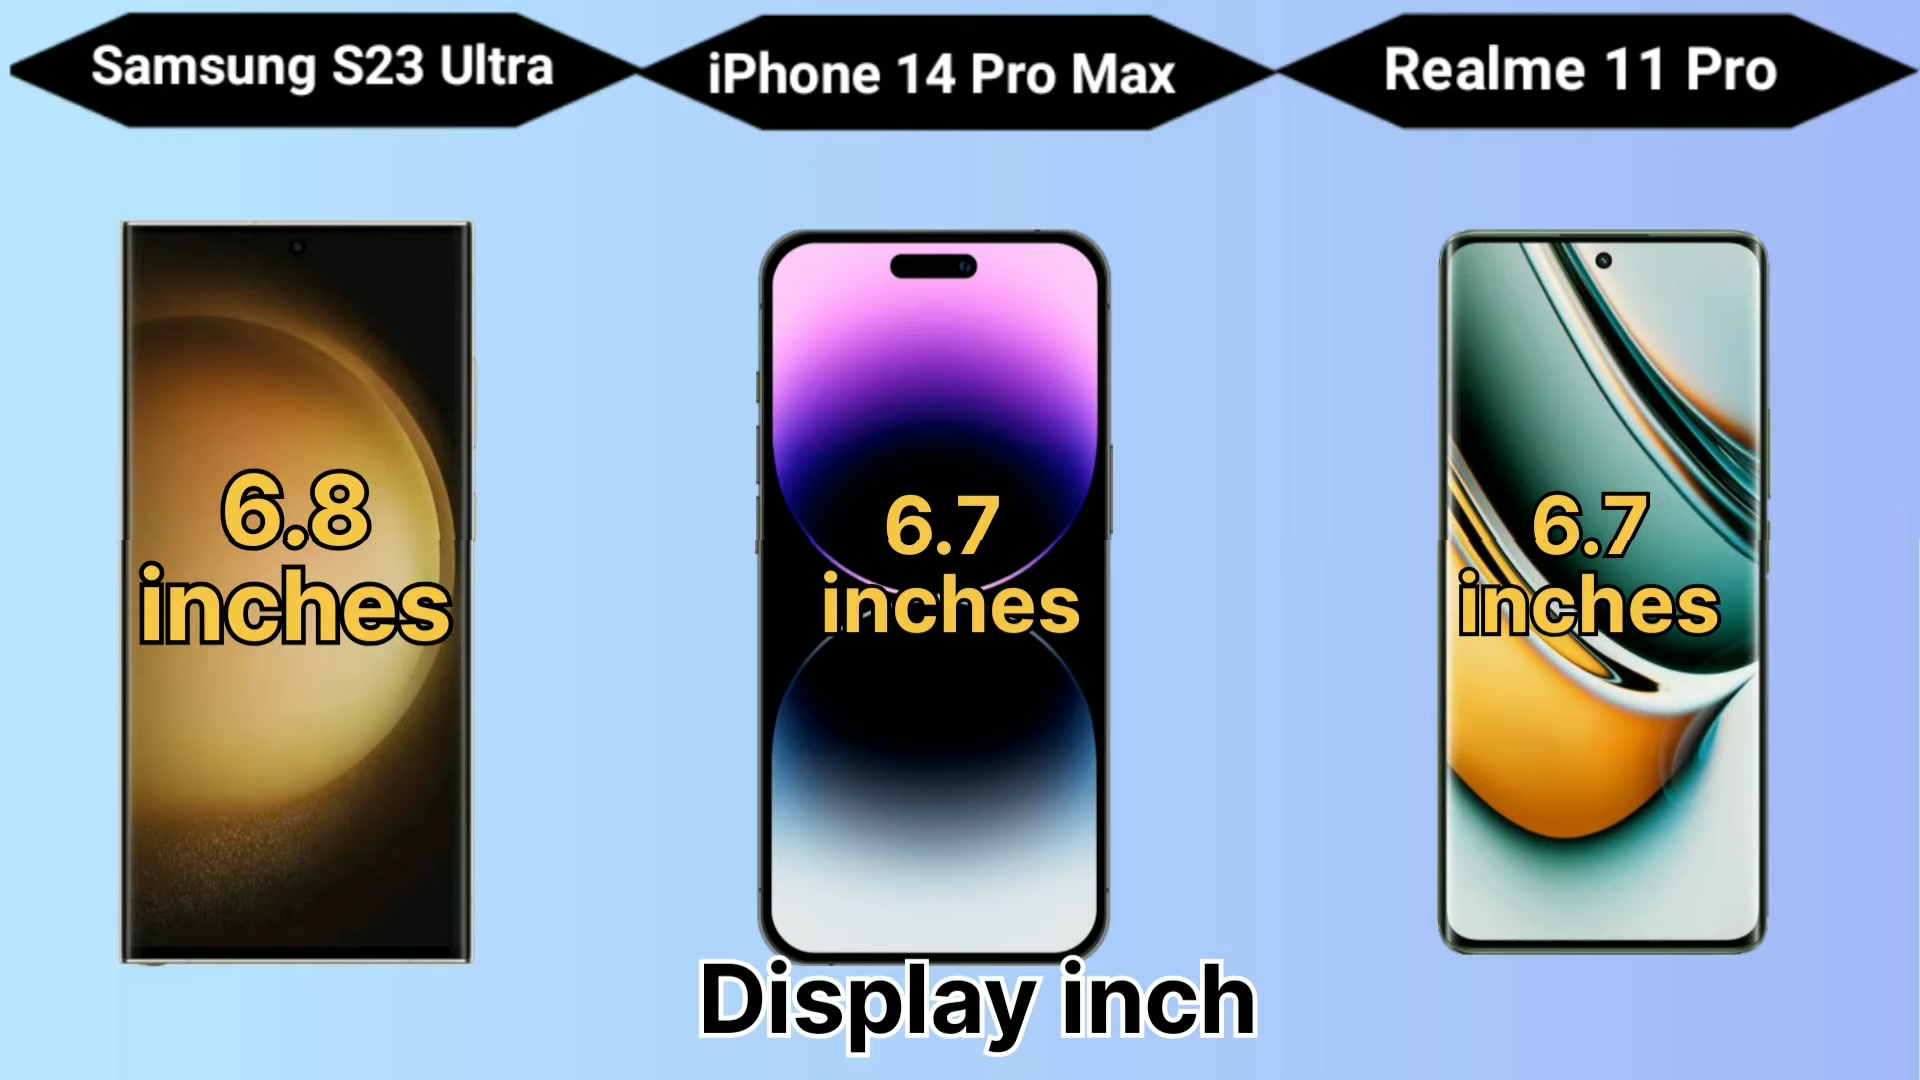 Samsung S23 Ultra
iPhone 14 Pro Max
Realme 11 Pro
6.8
inches
6.7
inches
6.7
inches
Display inch